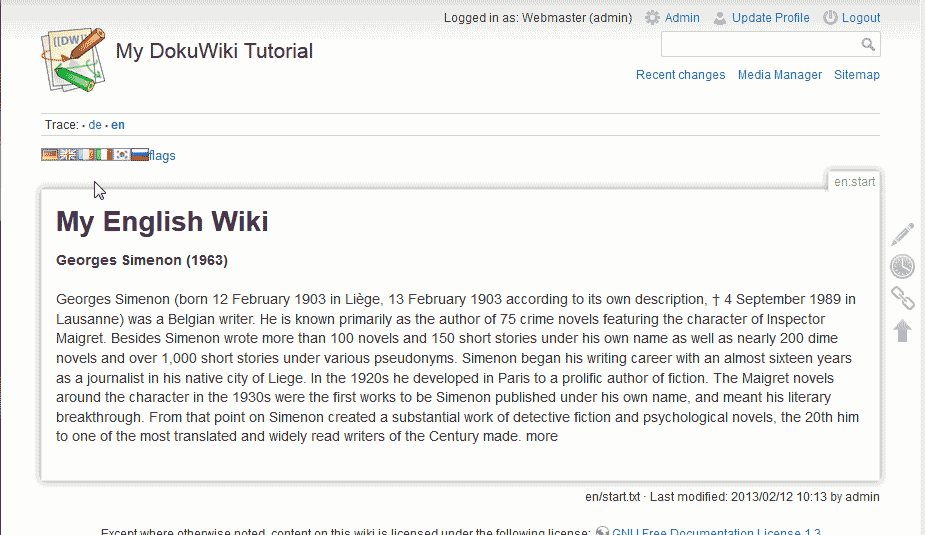 Logged in as: Webmaster (admin) Admin Update Profile Logout
[[DW]]
My DokuWiki Tutorial
Recent changes Media Manager Sitemap
Trace: • de • en
flags
en:start
My English Wiki
Georges Simenon (1963)
Georges Simenon (born 12 February 1903 in Liège, 13 February 1903 according to its own description, † 4 September 1989 in
Lausanne) was a Belgian writer. He is known primarily as the author of 75 crime novels featuring the character of Inspector
Maigret. Besides Simenon wrote more than 100 novels and 150 short stories under his own name as well as nearly 200 dime
novels and over 1,000 short stories under various pseudonyms. Simenon began his writing career with an almost sixteen years
as a journalist in his native city of Liege. In the 1920s he developed in Paris to a prolific author of fiction. The Maigret novels
around the character in the 1930s were the first works to be Simenon published under his own name, and meant his literary
breakthrough. From that point on Simenon created a substantial work of detective fiction and psychological novels, the 20th him
to one of the most translated and widely read writers of the Century made. more
en/start.txt · Last modified: 2013/02/12 10:13 by admin
Except where otherwise noted, content on this wiki is licensed under the following license: GNU Free Documentation License 1.3